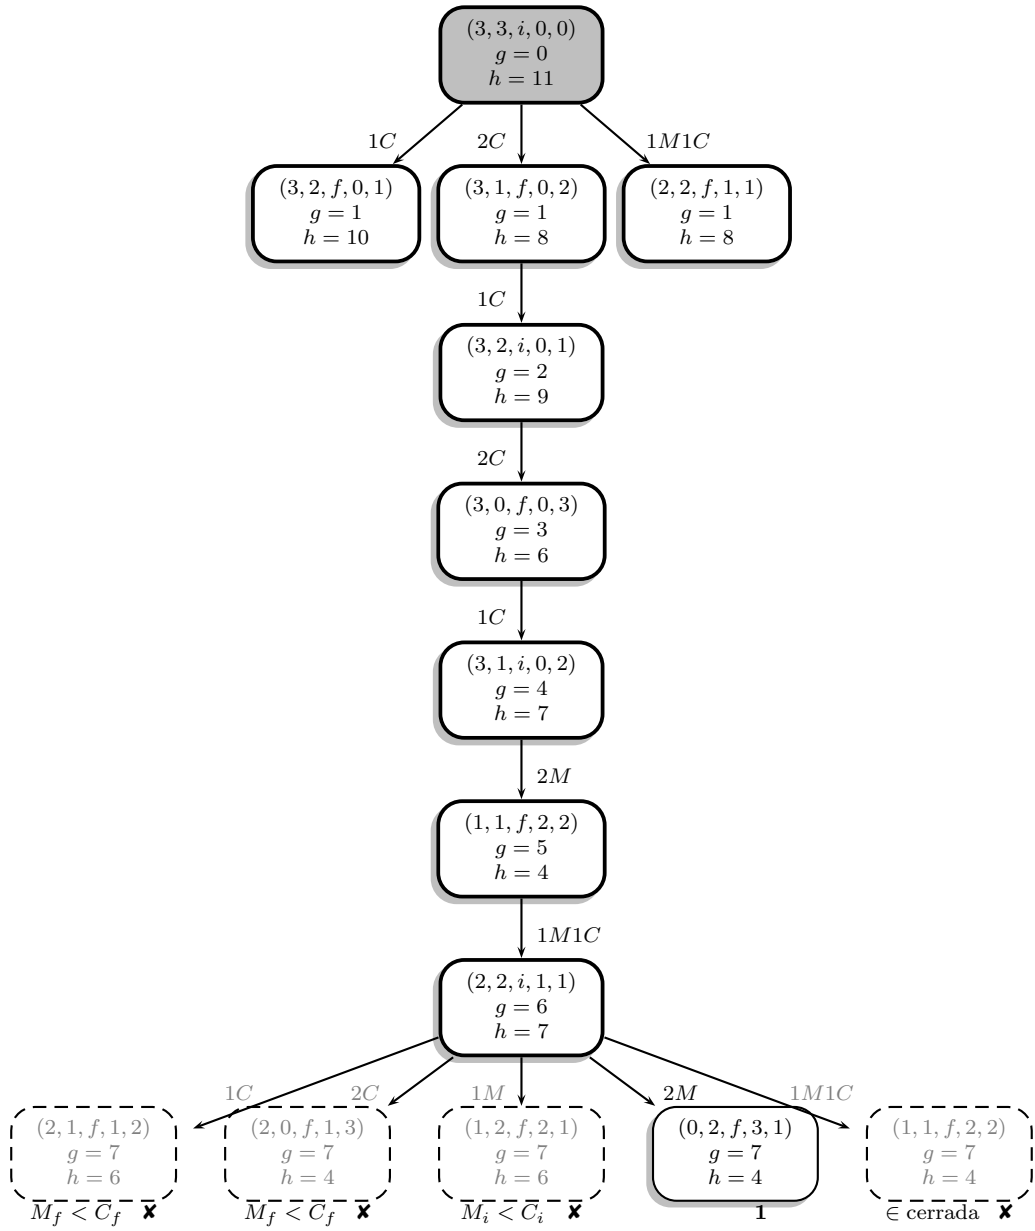 (3, 3, i, 0, 0)
g = 0
h = 11
1C
2C
1M1C
(3, 2, f, 0, 1)
g = 1
h = 10
(3, 1, f, 0, 2)
g = 1
h = 8
(2, 2, f, 1, 1)
g = 1
h = 8
1C
(3, 2, i, 0, 1)
g = 2
h = 9
2C
(3, 0, f, 0, 3)
g = 3
h = 6
1C
(3, 1, i, 0, 2)
g = 4
h = 7
2M
(1, 1, f, 2, 2)
g = 5
h = 4
1M1C
(2, 2, i, 1, 1)
g = 6
h = 7
1C
2C
1M
2M
1M1C
(2, 1, f, 1, 2)
g = 7
h = 6
M_f < C_f ✘
(2, 0, f, 1, 3)
g = 7
h = 4
M_f < C_f ✘
(1, 2, f, 2, 1)
g = 7
h = 6
M_i < C_i ✘
(0, 2, f, 3, 1)
g = 7
h = 4
1
(1, 1, f, 2, 2)
g = 7
h = 4
∈ cerrada ✘